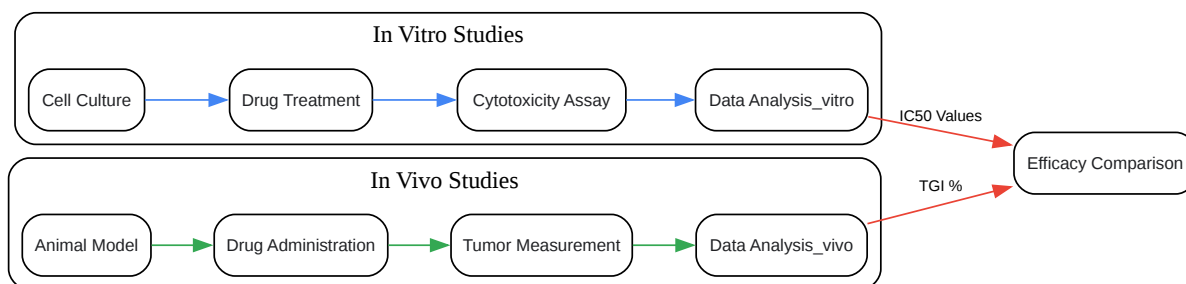 In Vitro Studies
Cell Culture
Drug Treatment
Cytotoxicity Assay
Data Analysis_vitro
IC50 Values
Efficacy Comparison
In Vivo Studies
TGI %
Animal Model
Drug Administration
Tumor Measurement
Data Analysis_vivo